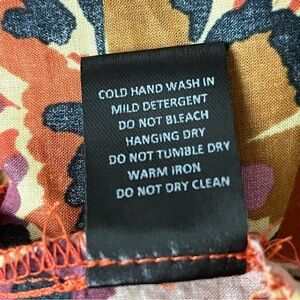 COLD HAND WASH IN
MILD DETERGENT
DO NOT BLEACH
HANGING DRY
DO NOT TUMBLE DRY
WARM IRON
DO NOT DRY CLEAN